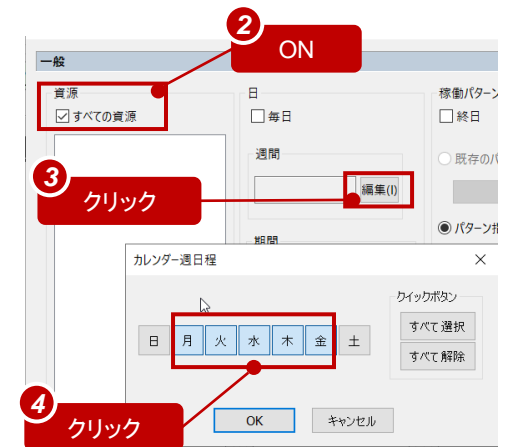 2
ON
一般
資源
すべての資源
日
毎日
稼働パターン
終日
週間
編集(I)
既存のパ
3
クリック
パターン指
期間
カレンダー週日程
日 月 火 水 木 金 土
クイックボタン
すべて選択
すべて解除
4
クリック
OK
キャンセル